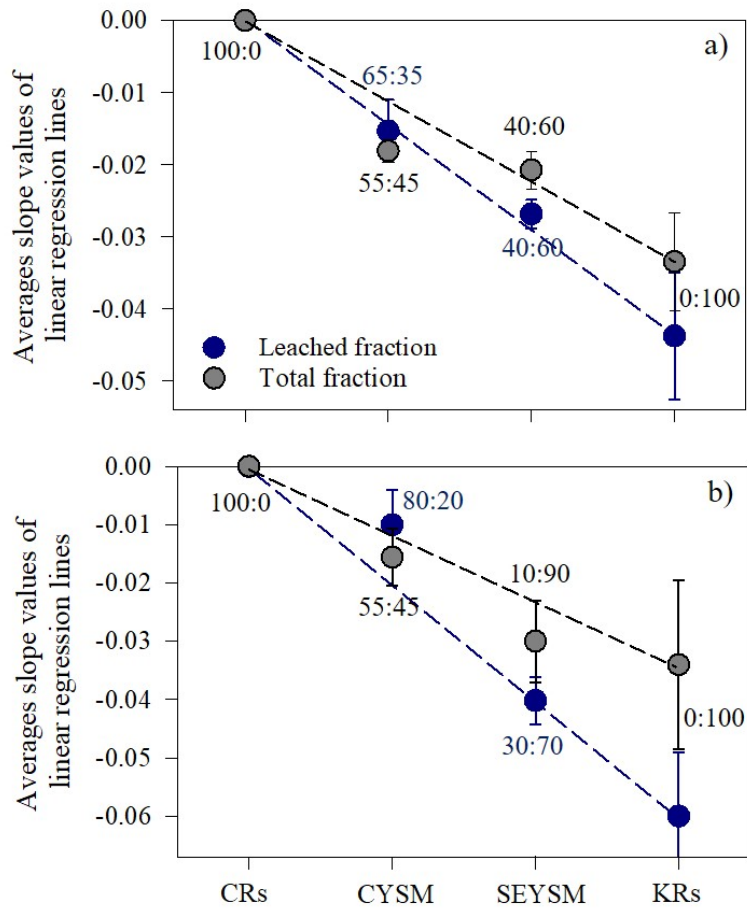 0.00
-0.01
-0.02
-0.03
-0.04
-0.05
Averages slope values of
linear regression lines
a)
100:0
65:35
55:45
40:60
40:60
0:100
Leached fraction
Total fraction
0.00
-0.01
-0.02
-0.03
-0.04
-0.05
-0.06
Averages slope values of
linear regression lines
b)
100:0
80:20
55:45
10:90
30:70
0:100
CRs
CYSM
SEYSM
KRs